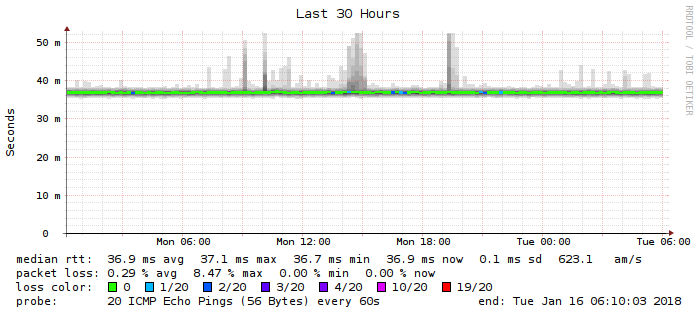 Last 30 Hours
RRDTOOL / TOBI OETIKER
Seconds
50 m
40 m
30 m
20 m
10 m
0
Mon 06:00 Mon 12:00 Mon 18:00 Tue 00:00 Tue 06:00
median rtt: 36.9 ms avg 37.1 ms max 36.7 ms min 36.9 ms now 0.1 ms sd 623.1 am/s
packet loss: 0.29 % avg 8.47 % max 0.00 % min 0.00 % now
loss color: 0 1/20 2/20 3/20 4/20 10/20 19/20
probe: 20 ICMP Echo Pings (56 Bytes) every 60s end: Tue Jan 16 06:10:03 2018